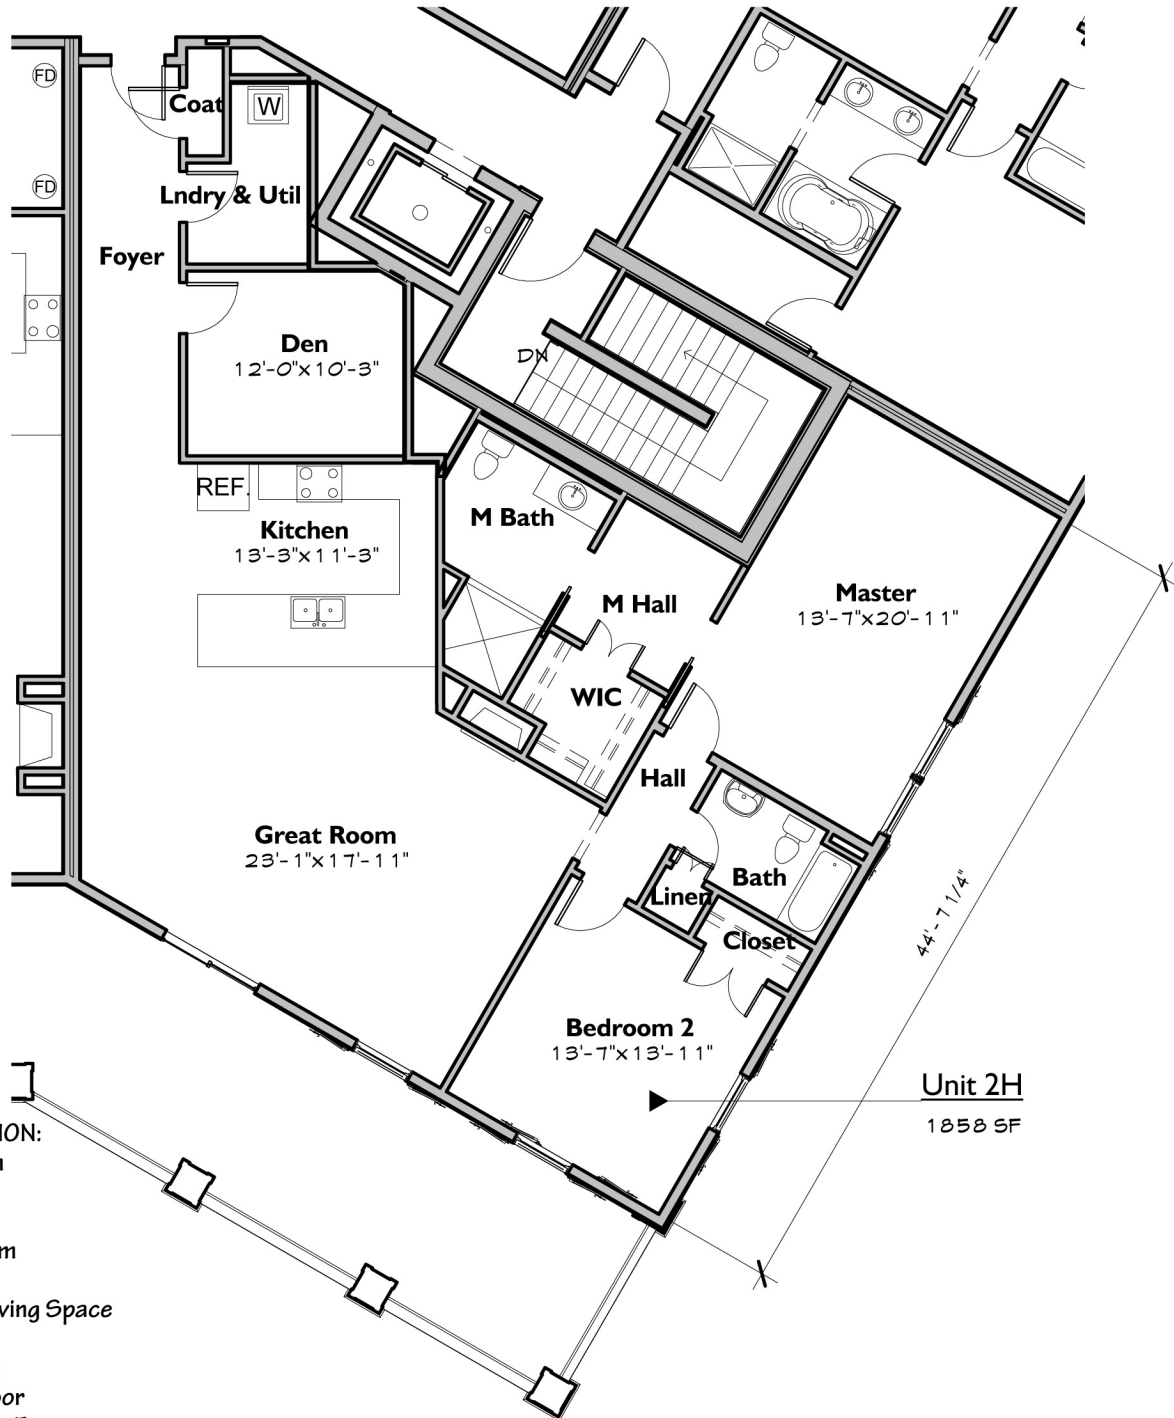 FD
Coat
W
FD
Lndry & Util
Foyer
Den
12'-0"x10'-3"
DN
REF.
Kitchen
13'-3"x11'-3"
M Bath
M Hall
Master
13'-7"x20'-11"
WIC
Hall
Great Room
23'-1"x17'-11"
Bath
Linen
Closet
44'-7 1/4"
Bedroom 2
13'-7"x13'-11"
Unit 2H
1858 SF
ION:
m
ving Space
oor